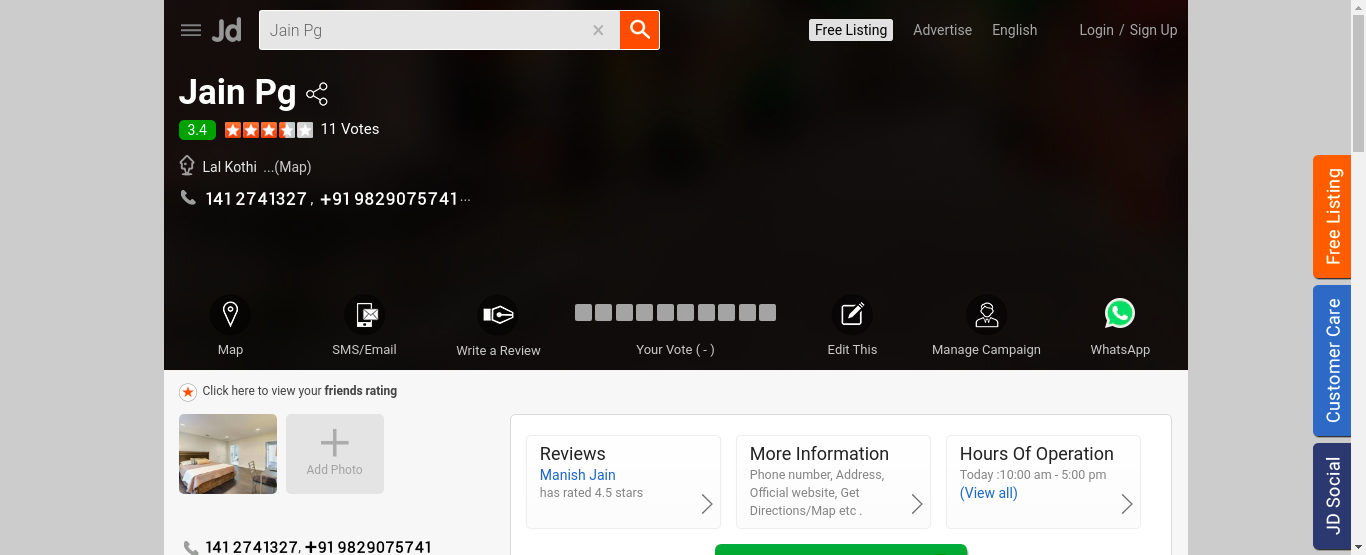 Jd
Jain Pg
Free Listing
Advertise
English
Login / Sign Up
Jain Pg
3.4
11 Votes
Lal Kothi ...(Map)
141 2741327 , +91 9829075741...
Map
SMS/Email
Write a Review
Your Vote ( - )
Edit This
Manage Campaign
WhatsApp
Click here to view your friends rating
Add Photo
Reviews
Manish Jain
has rated 4.5 stars
More Information
Phone number, Address,
Official website, Get
Directions/Map etc .
Hours Of Operation
Today :10:00 am - 5:00 pm
(View all)
141 2741327, +91 9829075741
Free Listing
Customer Care
JD Social